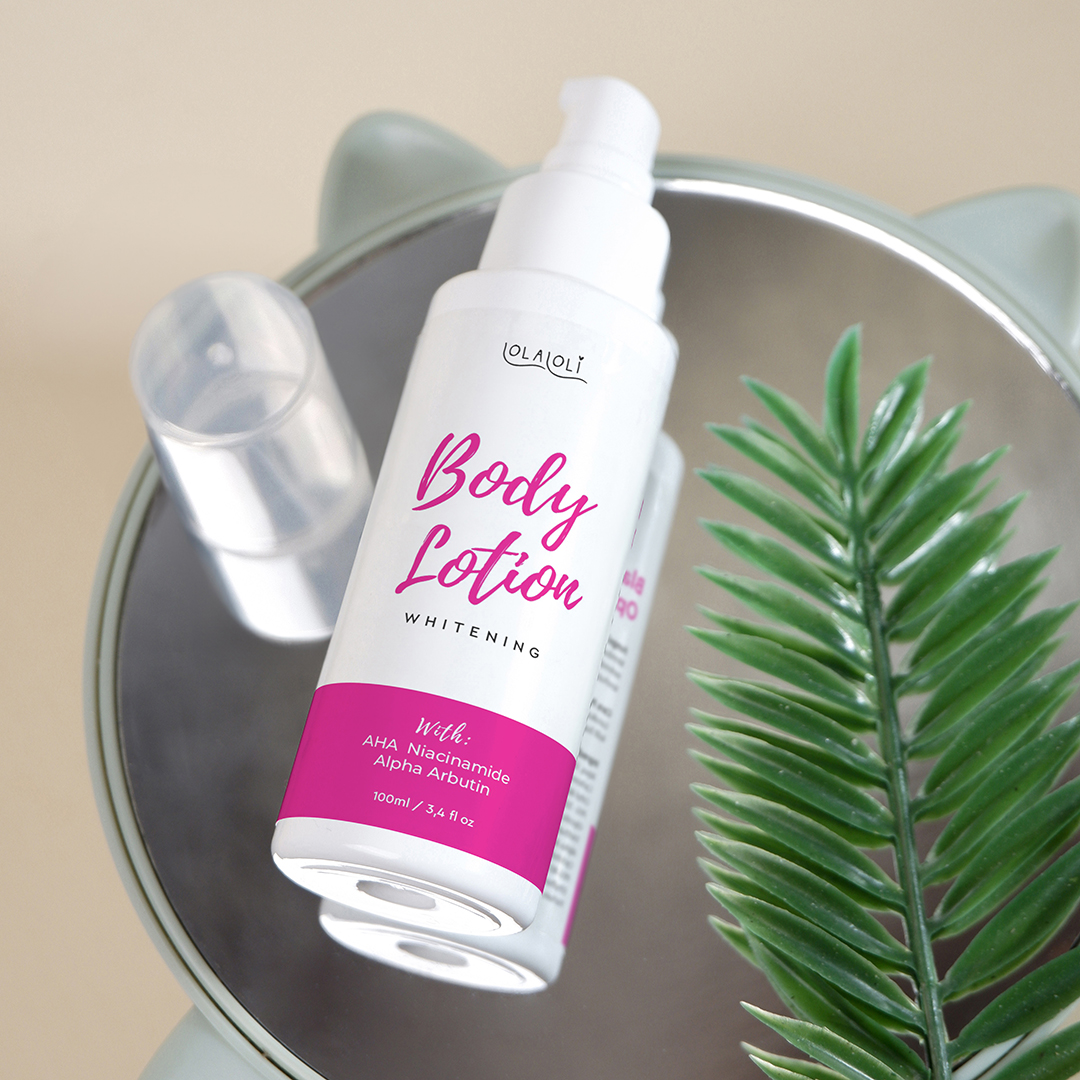 LOLALOLI
Body
Lotion
WHITENING
With:
AHA Niacinamide
Alpha Arbutin
100ml / 3,4 fl oz